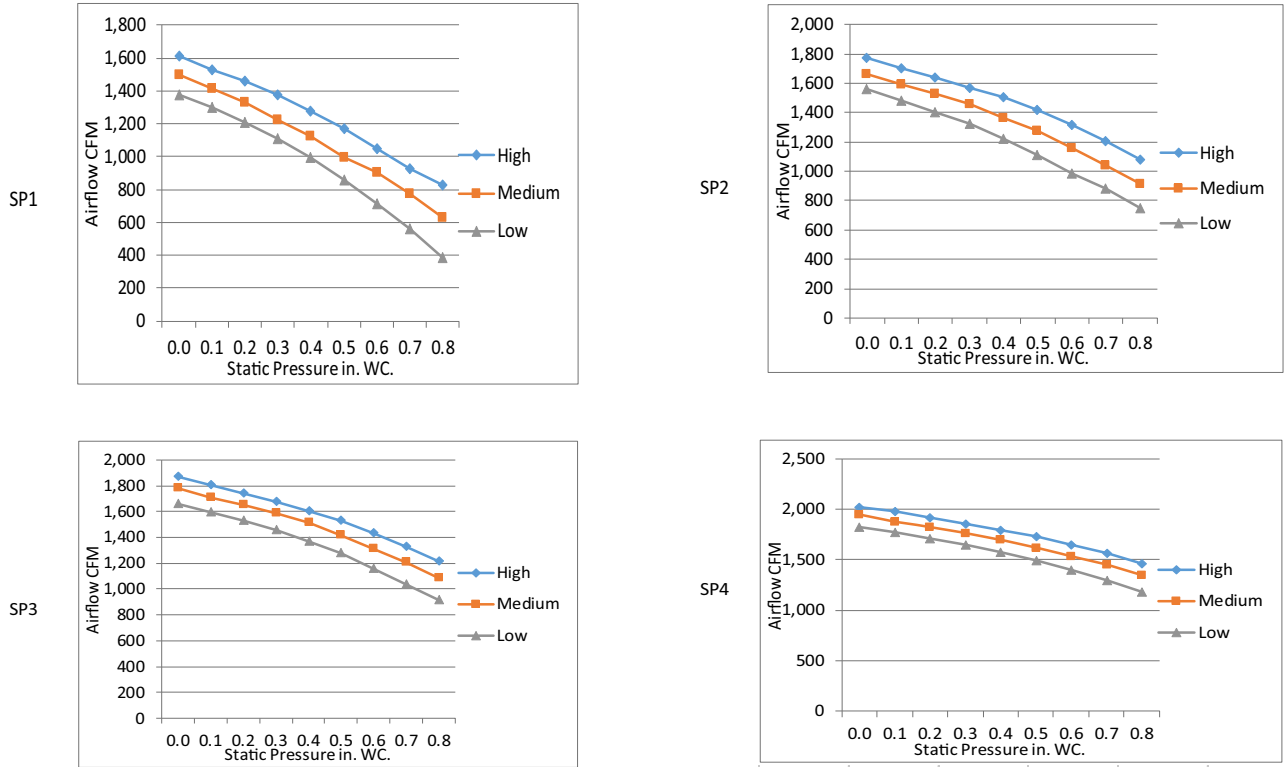 SP1
1,800
1,600
1,400
1,200
1,000
800
600
400
200
0
Airflow CFM
0.0 0.1 0.2 0.3 0.4 0.5 0.6 0.7 0.8
Static Pressure in. WC.
High
Medium
Low
SP2
2,000
1,800
1,600
1,400
1,200
1,000
800
600
400
200
0
Airflow CFM
0.0 0.1 0.2 0.3 0.4 0.5 0.6 0.7 0.8
Static Pressure in. WC.
High
Medium
Low
SP3
2,000
1,800
1,600
1,400
1,200
1,000
800
600
400
200
0
Airflow CFM
0.0 0.1 0.2 0.3 0.4 0.5 0.6 0.7 0.8
Static Pressure in. WC.
High
Medium
Low
SP4
2,500
2,000
1,500
1,000
500
0
Airflow CFM
0.0 0.1 0.2 0.3 0.4 0.5 0.6 0.7 0.8
Static Pressure in. WC.
High
Medium
Low